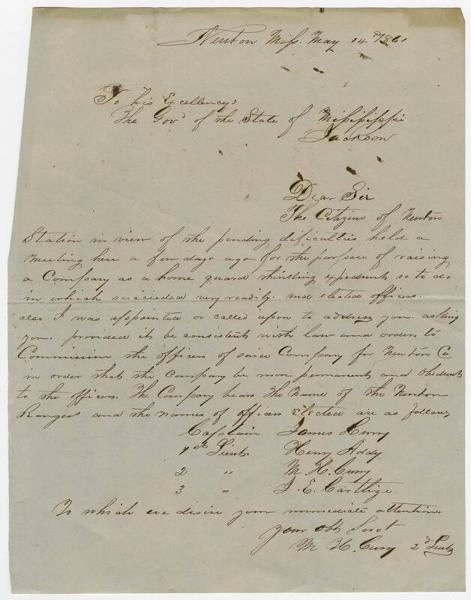 Newton Miss. May 14th 1861
To his Excellency
The Gov. of the State of Mississippi
Jackson
Dear Sir
The Citizens of Newton
Station in view of the pending dificulties held a
meeting here a few days ago for the purpose of raising
a Company as a home guard thinking expedient so to do
in which succeeded very readily and elected officers.
also I was appointed or called upon to address you asking
you provided it be consistent with law and order to
Commission the officers of said Company for Newton Co
in order that the Company be more permanent and Obedient
to the officers. The Company bears the Name of the Newton
Rangers and the names of officers Elected are as follows
Captain James
1st Lieut. Henry Addy
2 " M. H.
3 " J. E.
To which we desire your immediate attention
your Obt Servt
M. H. 2d Lieut